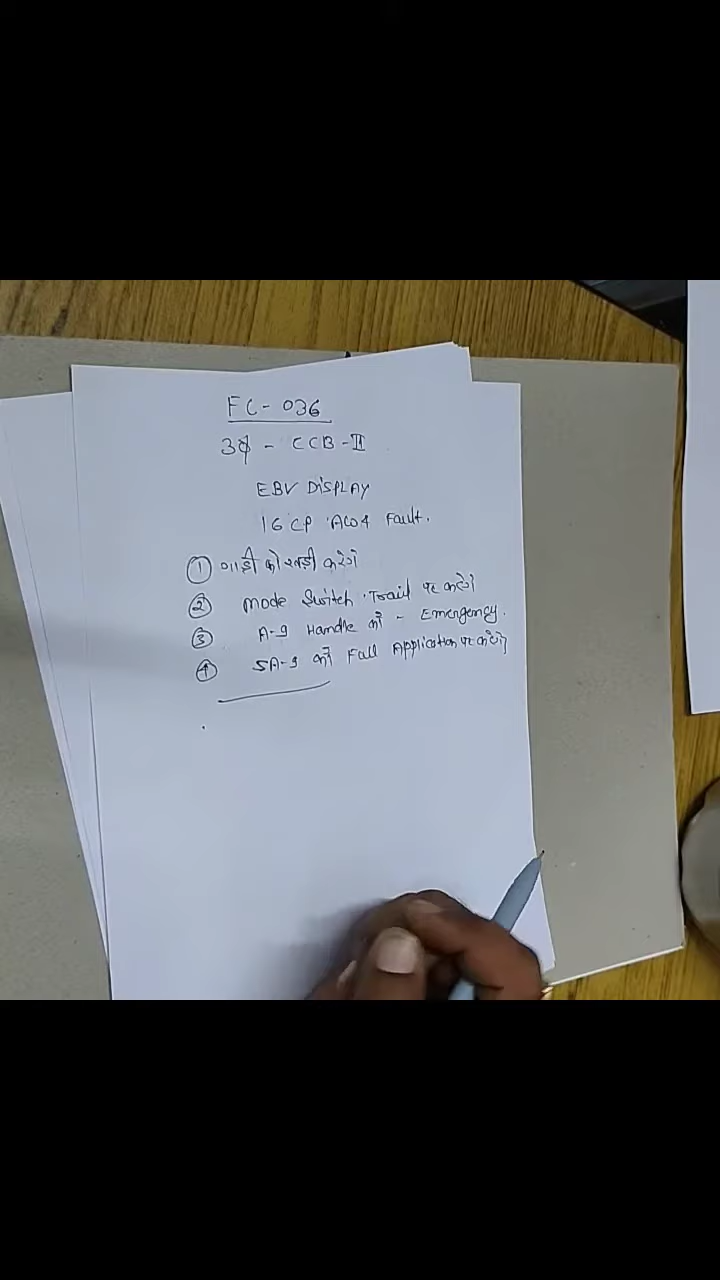 FC- 036
3φ - CCB-II
EBV DiSPLAY
16 CP AC04 Fault.
① गाड़ी को खड़ी करेंगे
② mode Switch Trail पर करेंगे
③ A-9 Handle को - Emergency.
④ SA-9 को Full Application पर करेंगे